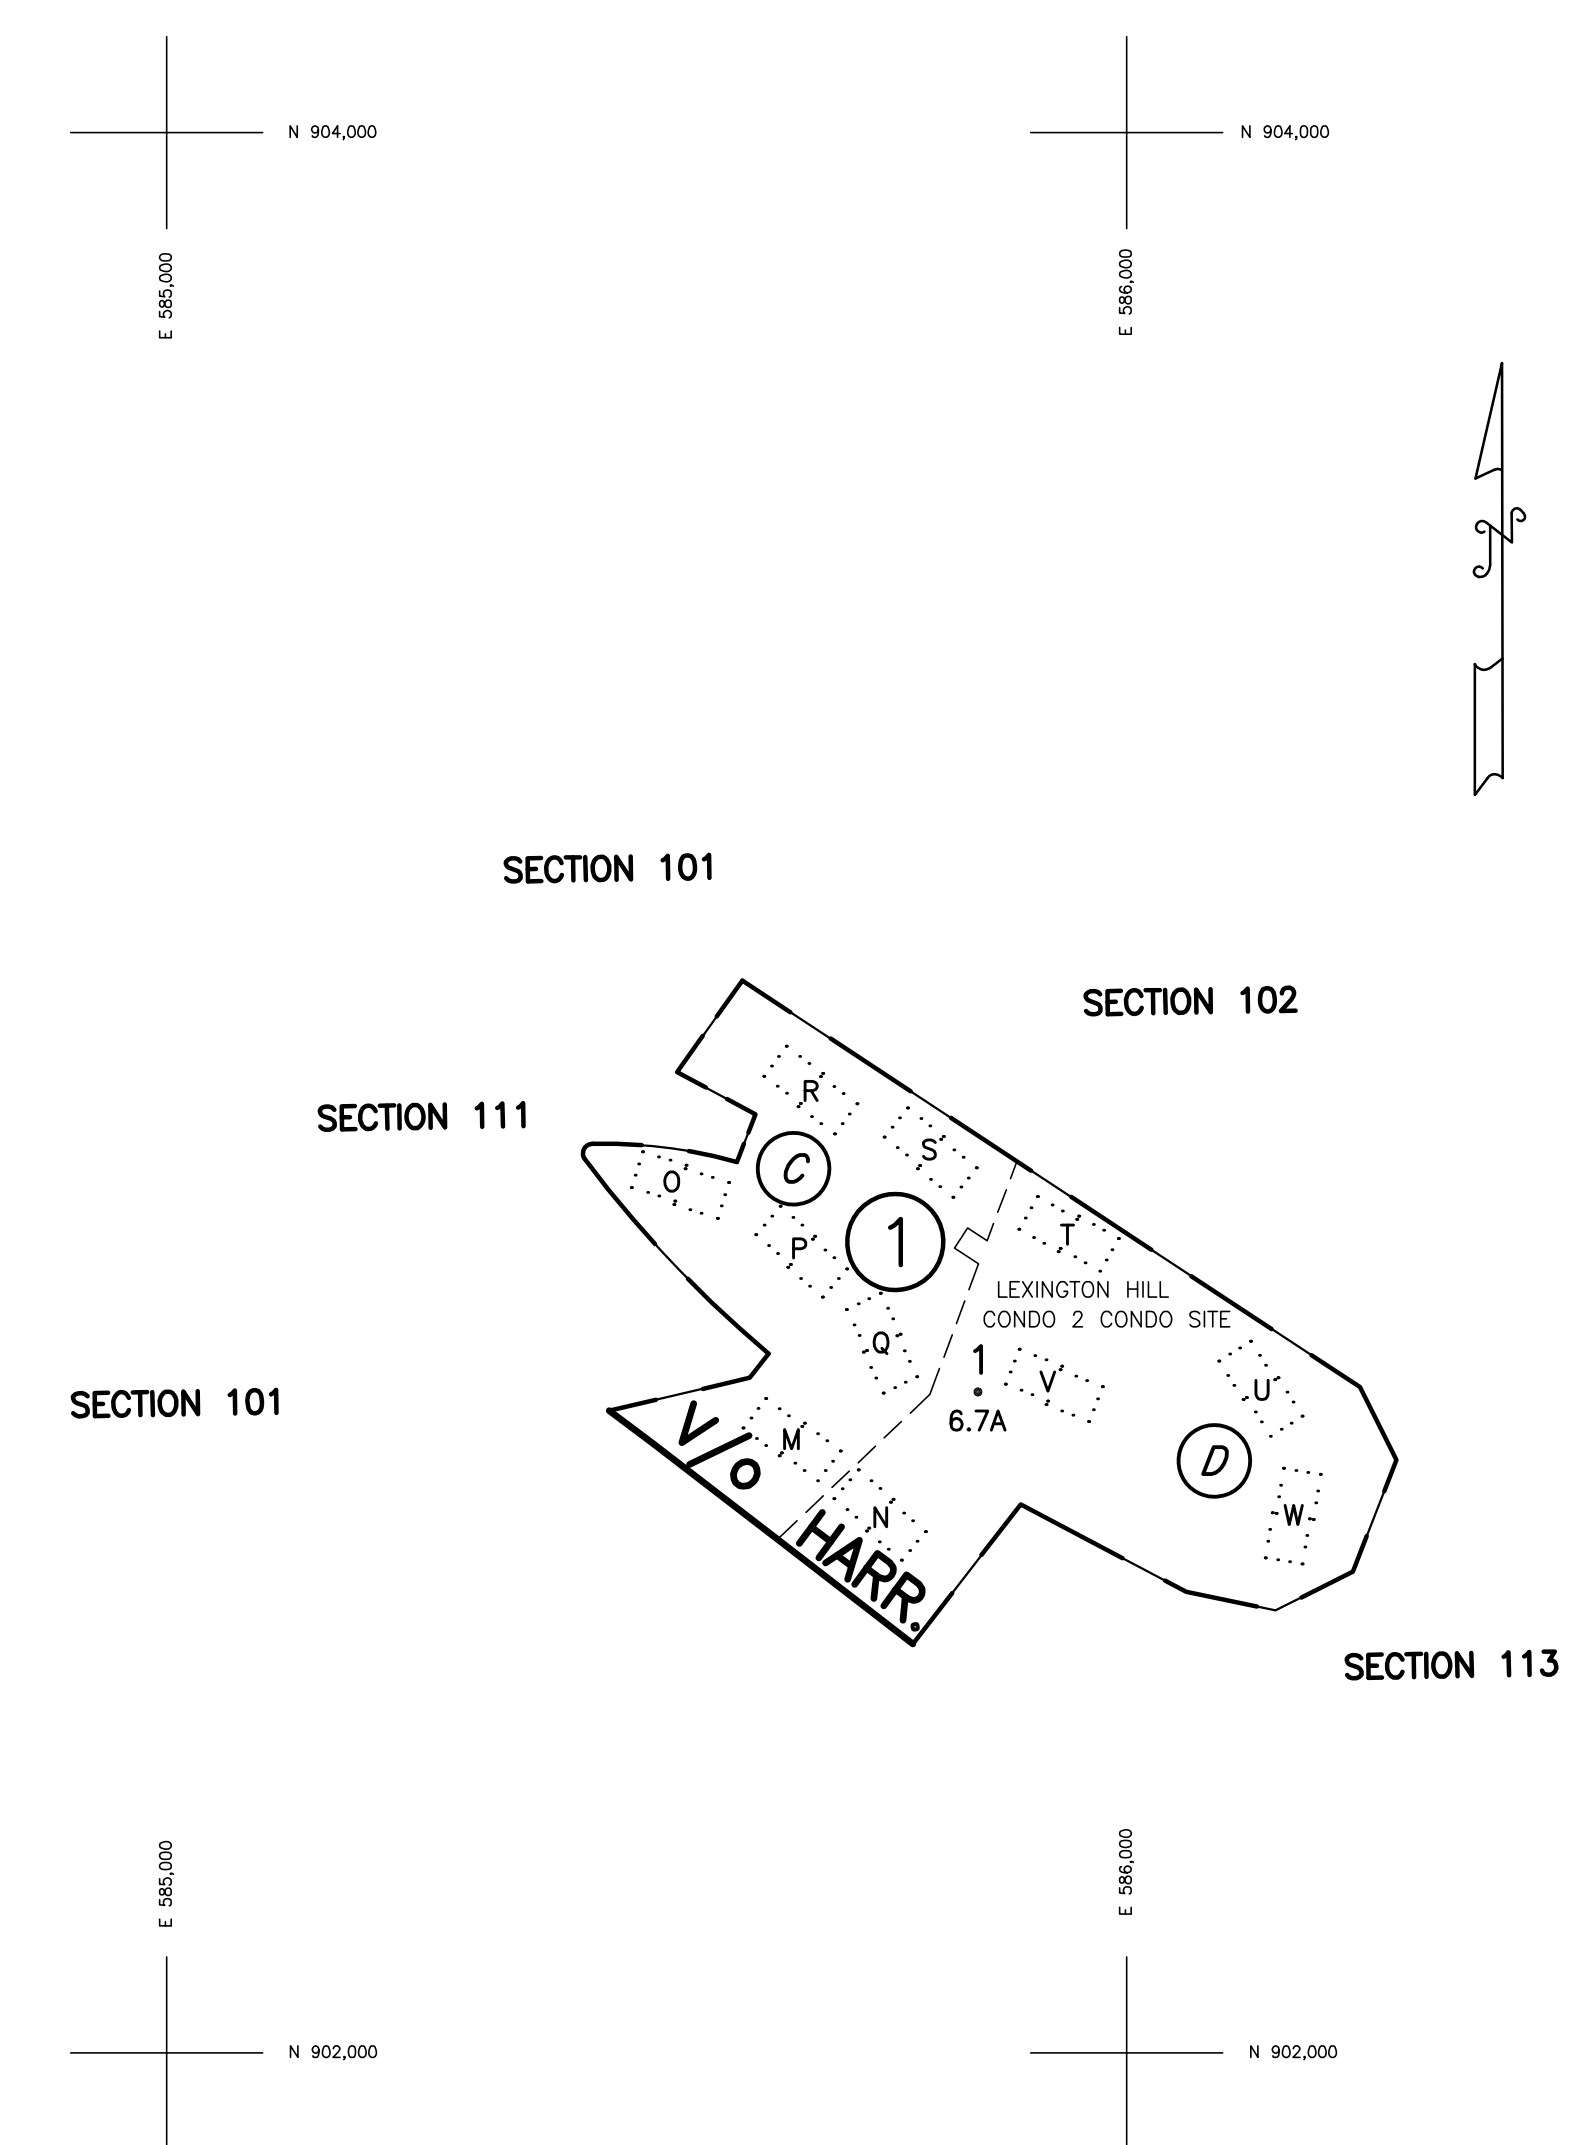 N 904,000
N 904,000
E 585,000
E 586,000
N
SECTION 101
SECTION 102
SECTION 111
R
S
C
O
T
P
1
LEXINGTON HILL
CONDO 2 CONDO SITE
Q
1
V
U
6.7A
SECTION 101
V/o
M
D
N
W
HARR.
SECTION 113
E 585,000
E 586,000
N 902,000
N 902,000